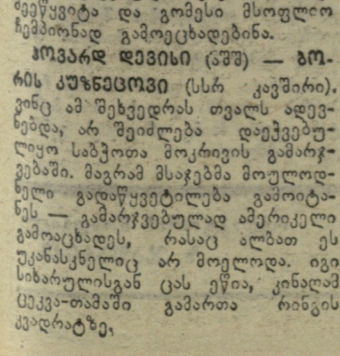 შეეწყვიტა და გომესი მსოფლიო
ჩემპიონად გამოეცხადებინა.
ჰოვარდ დევისი (აშშ) — ბო-
რის კუზნეცოვი (სსრ კავშირი).
ვინც ამ შეხვედრას თვალს ადევ-
ნებდა, არ შეიძლება დაეჭვებუ-
ლიყო საბჭოთა მოკრივის გამარჯ-
ვებაში. მაგრამ მსაჯებმა მოულოდ-
ნელი გადაწყვეტილება გამოიტა-
ნეს — გამარჯვებულად ამერიკელი
გამოაცხადეს, რასაც ალბათ ეს
უკანასკნელიც არ მოელოდა. იგი
სიხარულისგან ცას ეწია, კინაღამ
ცეკვა-თამაში გამართა რინგის
კვადრატზე,